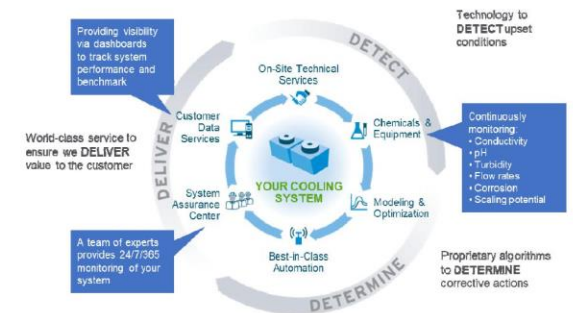 Providing visibility
via dashboards
to track system
performance and
benchmark
Technology to
DETECT upset
conditions
DETECT
On-Site Technical
Services
Customer
Data
Services
Chemicals &
Equipment
Continuously
monitoring:
• Conductivity
• pH
• Turbidity
• Flow rates
• Corrosion
• Scaling potential
World-class service to
ensure we DELIVER
value to the customer
DELIVER
YOUR COOLING
SYSTEM
System
Assurance
Center
Modeling &
Optimization
Best-in-Class
Automation
A team of experts
provides 24/7/365
monitoring of your
system
DETERMINE
Proprietary algorithms
to DETERMINE
corrective actions